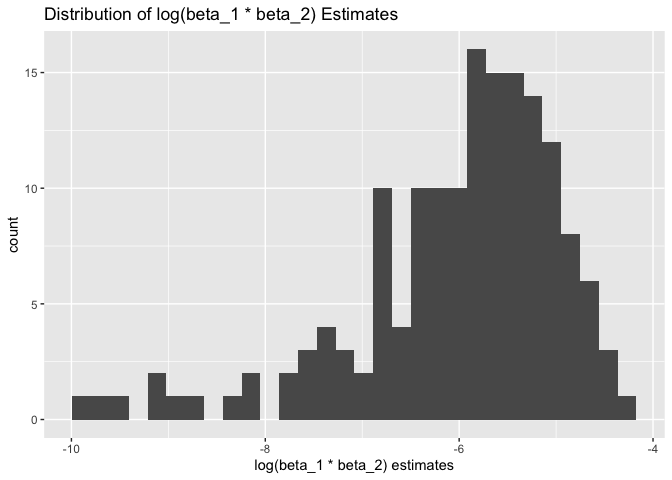 Distribution of log(beta_1 * beta_2) Estimates
15
10
5
0
count
-10
-8
-6
-4
log(beta_1 * beta_2) estimates